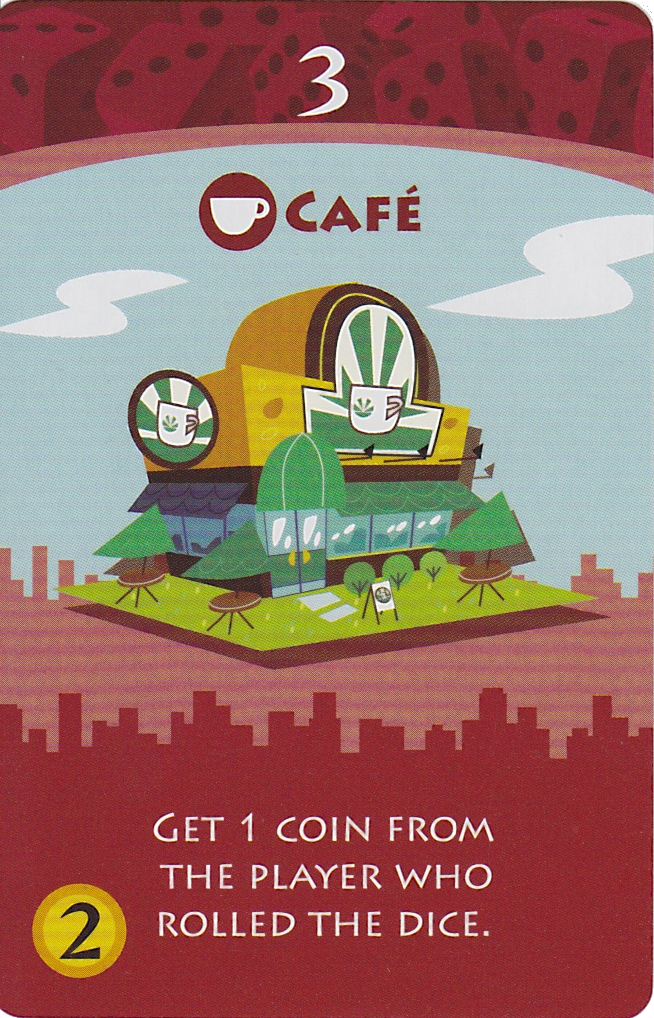 3
CAFÉ
GET 1 COIN FROM
THE PLAYER WHO
ROLLED THE DICE.
2